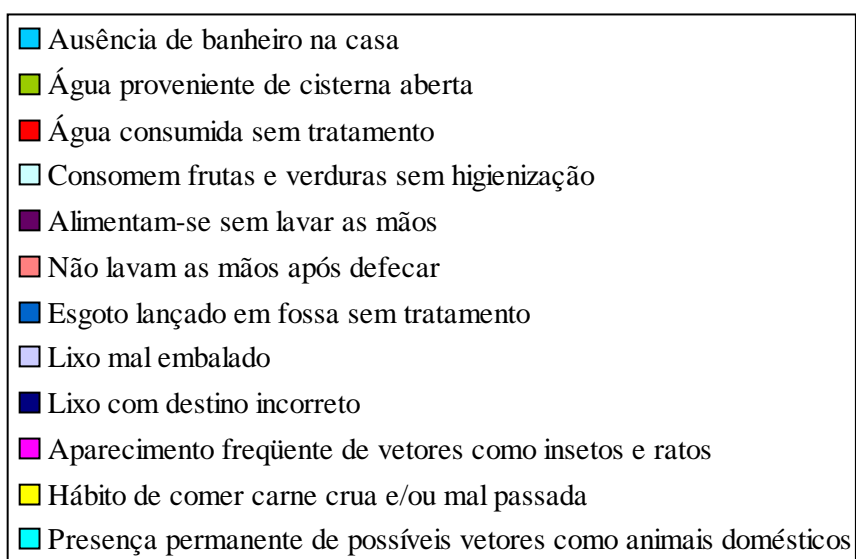 Ausência de banheiro na casa
Água proveniente de cisterna aberta
Água consumida sem tratamento
Consomem frutas e verduras sem higienização
Alimentam-se sem lavar as mãos
Não lavam as mãos após defecar
Esgoto lançado em fossa sem tratamento
Lixo mal embalado
Lixo com destino incorreto
Aparecimento freqüente de vetores como insetos e ratos
Hábito de comer carne crua e/ou mal passada
Presença permanente de possíveis vetores como animais domésticos